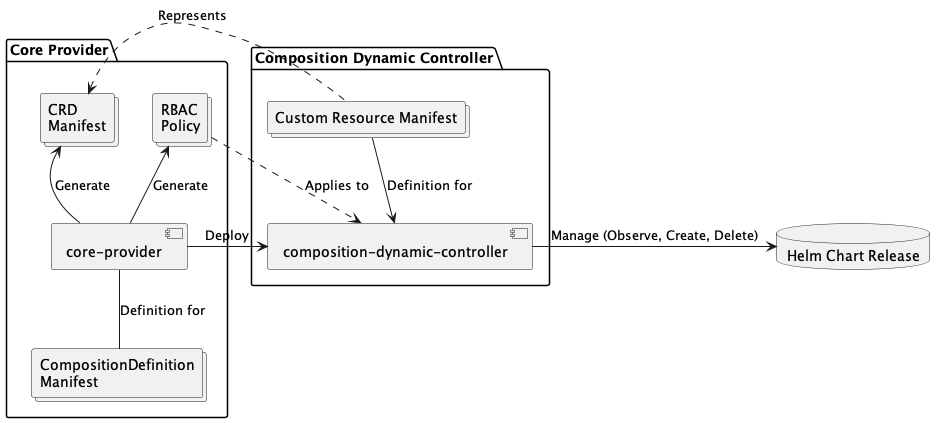 Represents
Core Provider
Composition Dynamic Controller
CRD
Manifest
RBAC
Policy
Custom Resource Manifest
Generate
Generate
Applies to
Definition for
Deploy
Manage (Observe, Create, Delete)
core-provider
composition-dynamic-controller
Helm Chart Release
Definition for
CompositionDefinition
Manifest